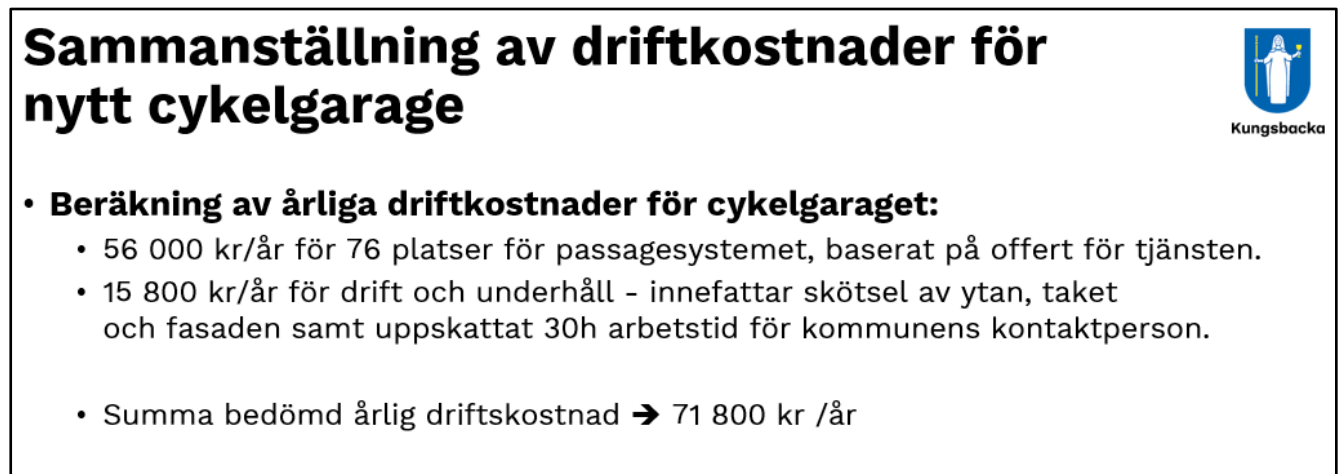 Sammanställning av driftkostnader för
nytt cykelgarage
Kungsbacka
• Beräkning av årliga driftkostnader för cykelgaraget:
• 56 000 kr/år för 76 platser för passagesystemet, baserat på offert för tjänsten.
• 15 800 kr/år för drift och underhåll - innefattar skötsel av ytan, taket
och fasaden samt uppskattat 30h arbetstid för kommunens kontaktperson.
• Summa bedömd årlig driftskostnad → 71 800 kr /år